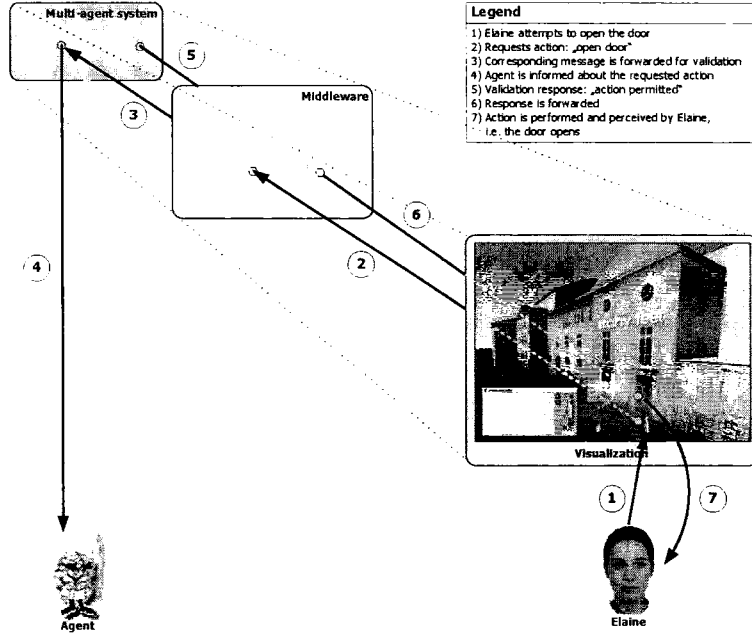 Multi-agent system
Legend
1) Elaine attempts to open the door
2) Requests action: „open door“
3) Corresponding message is forwarded for validation
4) Agent is informed about the requested action
5) Validation response: „action permitted“
6) Response is forwarded
7) Action is performed and perceived by Elaine,
i.e. the door opens
5
Middleware
3
6
4
2
Visualization
1
7
Agent
Elaine